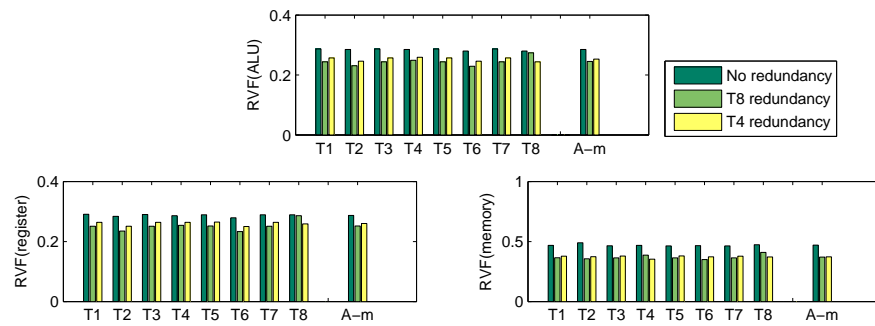 0.4
0.2
0
RVF(ALU)
T1 T2 T3 T4 T5 T6 T7 T8 A−m
No redundancy
T8 redundancy
T4 redundancy
0.4
0.2
0
RVF(register)
T1 T2 T3 T4 T5 T6 T7 T8 A−m
1
0.5
0
RVF(memory)
T1 T2 T3 T4 T5 T6 T7 T8 A−m